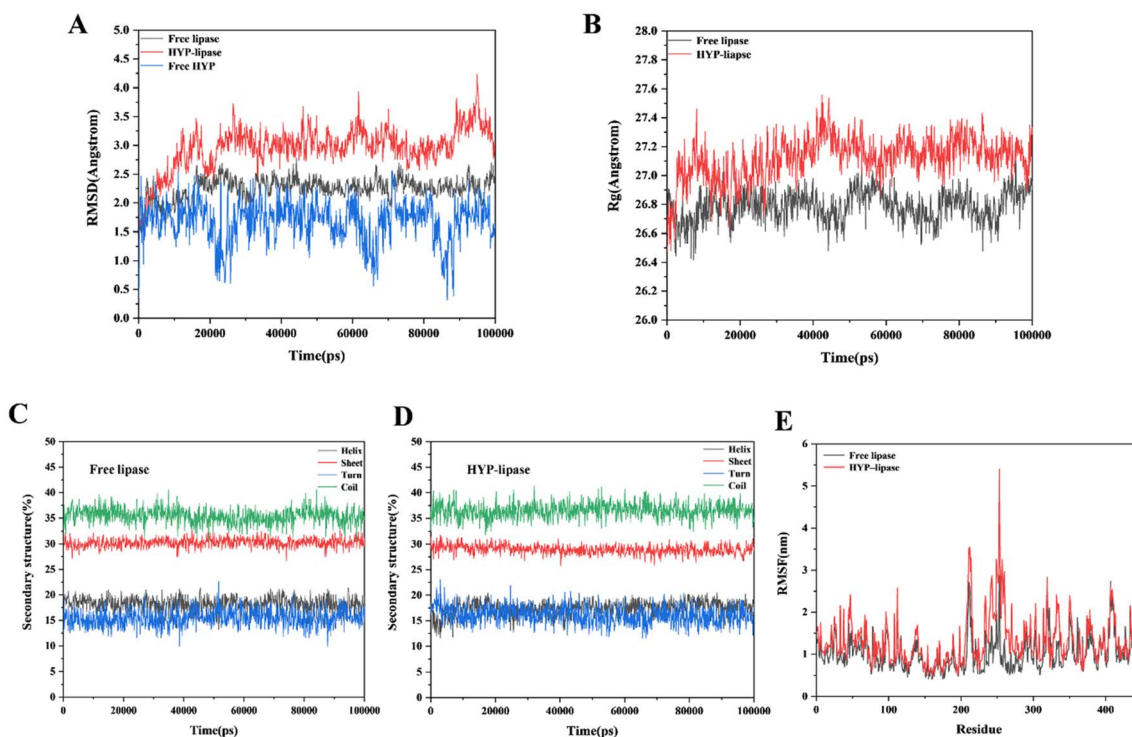 A
Free lipase
HYP-lipase
Free HYP
RMSD(Angstrom)
5.0
4.5
4.0
3.5
3.0
2.5
2.0
1.5
1.0
0.5
0.0
0 20000 40000 60000 80000 100000
Time(ps)
B
Free lipase
HYP-liapse
Rg(Angstrom)
28.0
27.8
27.6
27.4
27.2
27.0
26.8
26.6
26.4
26.2
26.0
0 20000 40000 60000 80000 100000
Time(ps)
C
Free lipase
Helix
Sheet
Turn
Coil
Secondary structure(%)
50
45
40
35
30
25
20
15
10
5
0
0 20000 40000 60000 80000 100000
Time(ps)
D
HYP-lipase
Helix
Sheet
Turn
Coil
Secondary structure(%)
50
45
40
35
30
25
20
15
10
5
0
0 20000 40000 60000 80000 100000
Time(ps)
E
Free lipase
HYP-lipase
RMSF(nm)
6
5
4
3
2
1
0
0 100 200 300 400
Residue